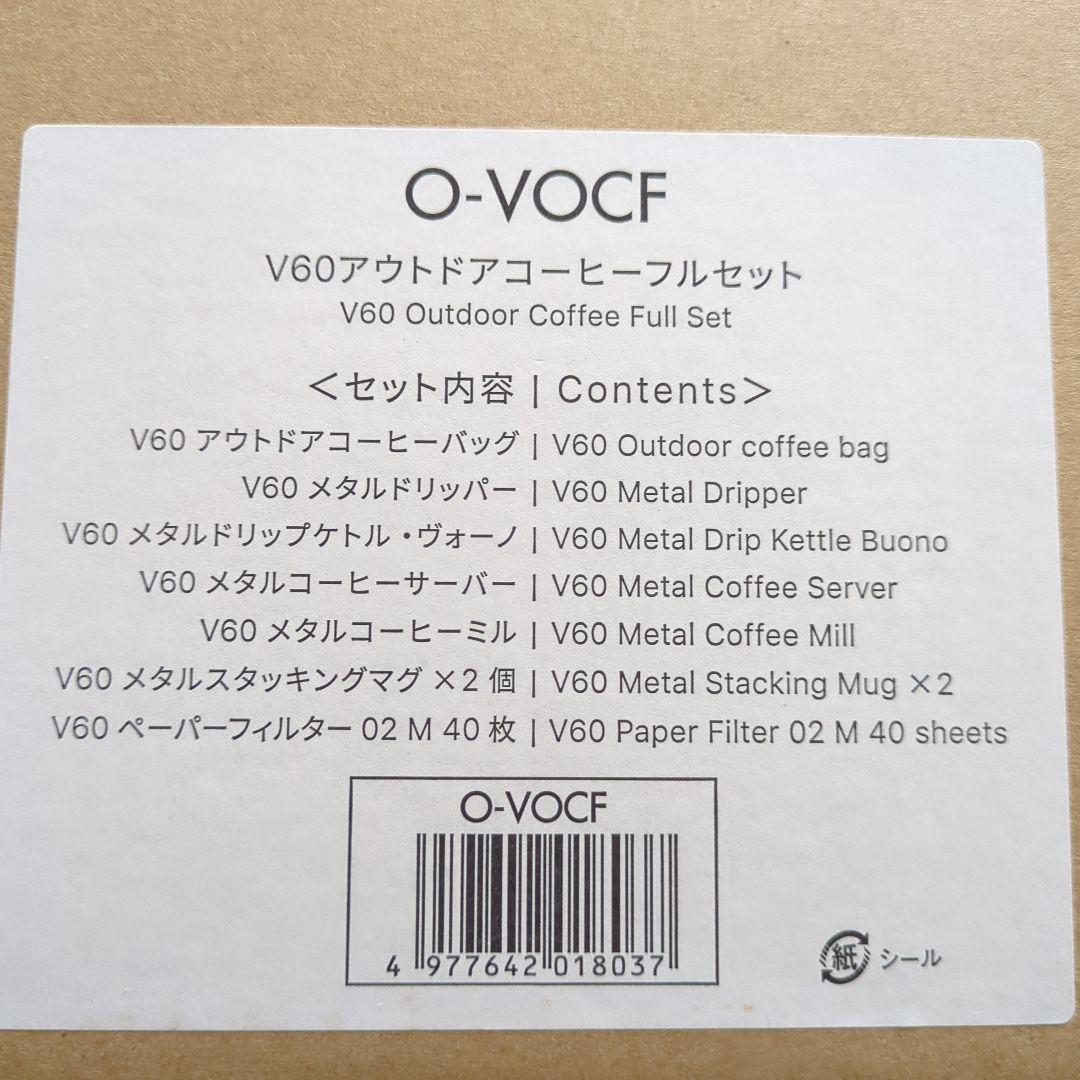 O-VOCF
V60アウトドアコーヒーフルセット
V60 Outdoor Coffee Full Set
＜セット内容 | Contents＞
V60 アウトドアコーヒーバッグ | V60 Outdoor coffee bag
V60 メタルドリッパー | V60 Metal Dripper
V60 メタルドリップケトル・ヴォーノ | V60 Metal Drip Kettle Buono
V60 メタルコーヒーサーバー | V60 Metal Coffee Server
V60 メタルコーヒーミル | V60 Metal Coffee Mill
V60 メタルスタッキングマグ ×2 個 | V60 Metal Stacking Mug ×2
V60 ペーパーフィルター 02 M 40 枚 | V60 Paper Filter 02 M 40 sheets
O-VOCF
4 977642 018037
紙 シール